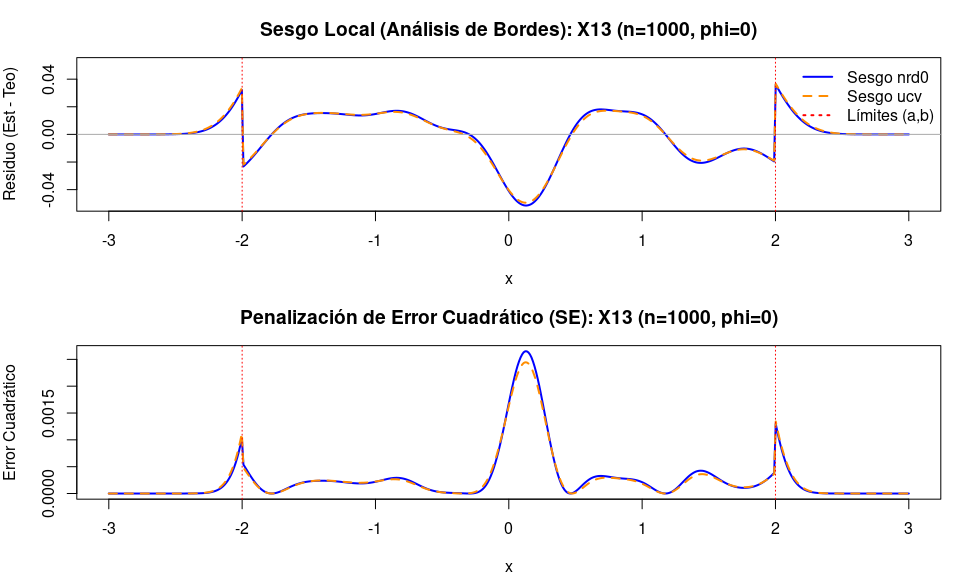 Sesgo Local (Análisis de Bordes): X13 (n=1000, phi=0)
Residuo (Est - Teo)
0.04
0.00
-0.04
Sesgo nrd0
Sesgo ucv
Límites (a,b)
-3 -2 -1 0 1 2 3
x
Penalización de Error Cuadrático (SE): X13 (n=1000, phi=0)
Error Cuadrático
0.0015
0.0000
-3 -2 -1 0 1 2 3
x